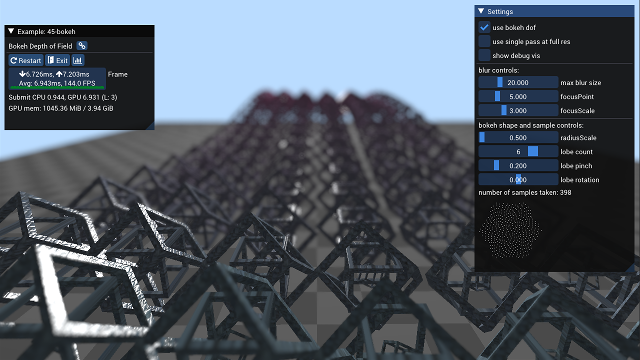 Example: 45-bokeh
Bokeh Depth of Field
Restart Exit
6.726ms, 7.203ms Frame
Avg: 6.943ms, 144.0 FPS
Submit CPU 0.944, GPU 6.931 (L: 3)
GPU mem: 1045.36 MiB / 3.94 GiB
Settings
use bokeh dof
use single pass at full res
show debug vis
blur controls:
20.000 max blur size
5.000 focusPoint
3.000 focusScale
bokeh shape and sample controls:
0.500 radiusScale
6 lobe count
0.200 lobe pinch
0.000 lobe rotation
number of samples taken: 398